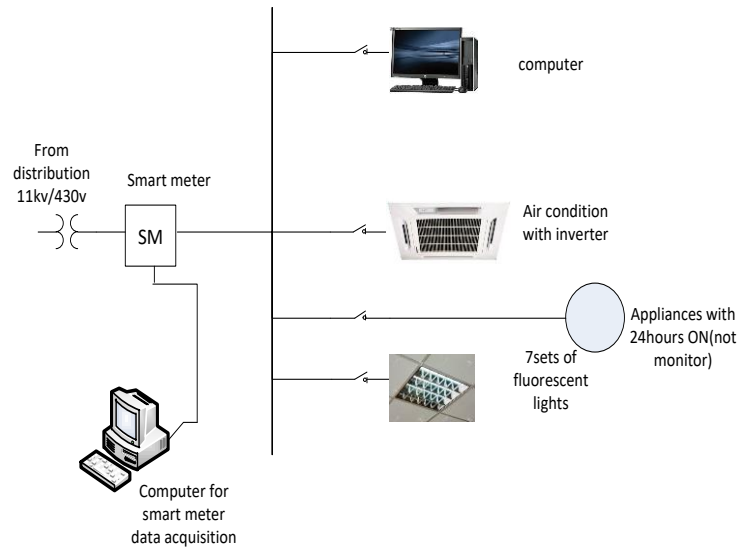 computer
From
distribution
11kv/430v
Smart meter
SM
Air condition
with inverter
Appliances with
24hours ON(not
monitor)
7sets of
fluorescent
lights
Computer for
smart meter
data acquisition